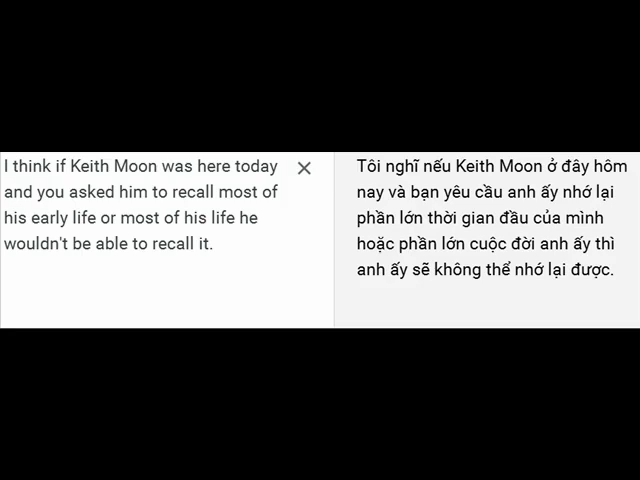 I think if Keith Moon was here today
and you asked him to recall most of
his early life or most of his life he
wouldn't be able to recall it.
Tôi nghĩ nếu Keith Moon ở đây hôm
nay và bạn yêu cầu anh ấy nhớ lại
phần lớn thời gian đầu của mình
hoặc phần lớn cuộc đời anh ấy thì
anh ấy sẽ không thể nhớ lại được.